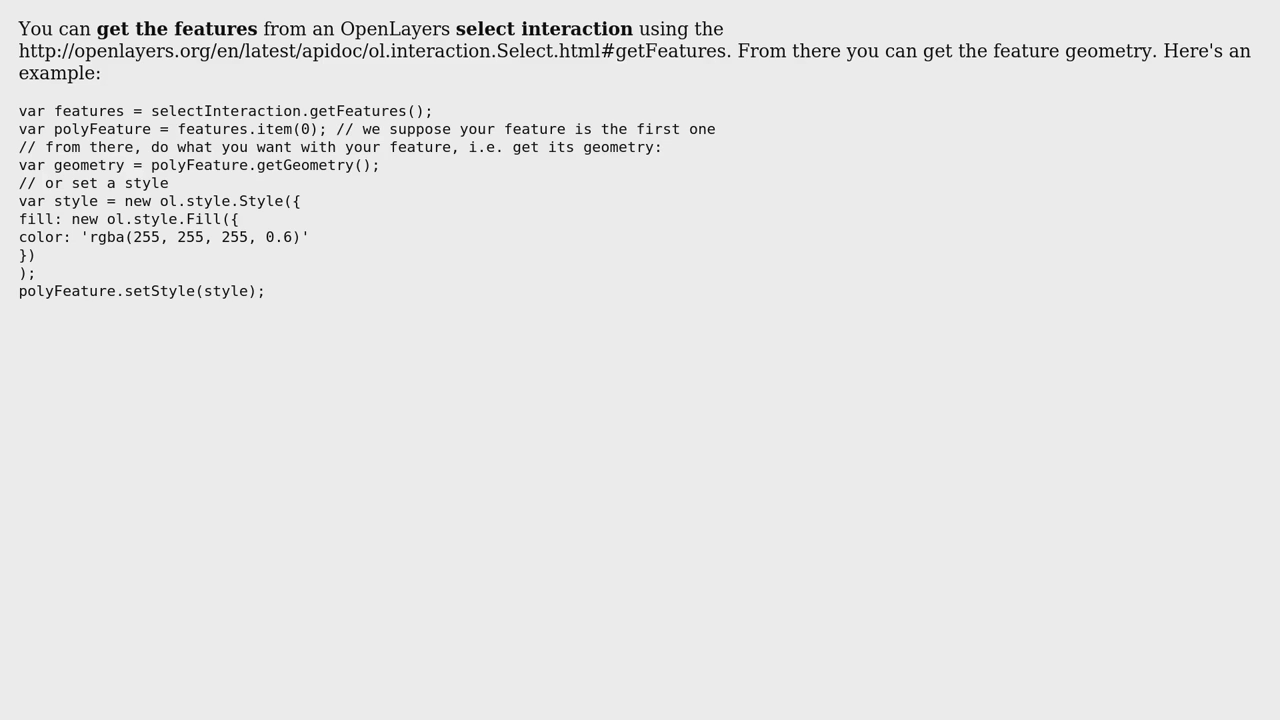 You can get the features from an OpenLayers select interaction using the
http://openlayers.org/en/latest/apidoc/ol.interaction.Select.html#getFeatures. From there you can get the feature geometry. Here's an
example:
var features = selectInteraction.getFeatures();
var polyFeature = features.item(0); // we suppose your feature is the first one
// from there, do what you want with your feature, i.e. get its geometry:
var geometry = polyFeature.getGeometry();
// or set a style
var style = new ol.style.Style({
fill: new ol.style.Fill({
color: 'rgba(255, 255, 255, 0.6)'
})
);
polyFeature.setStyle(style);